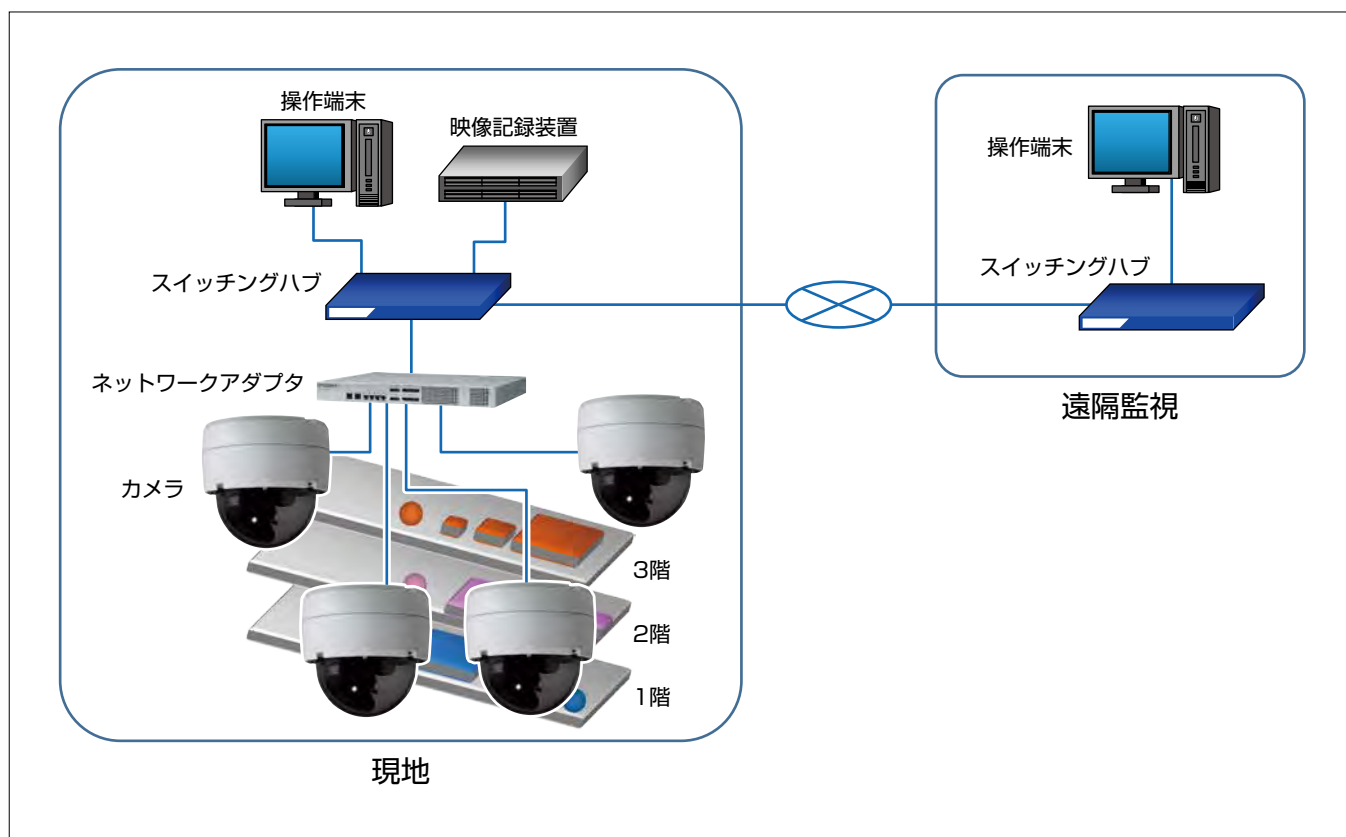 操作端末
映像記録装置
スイッチングハブ
ネットワークアダプタ
カメラ
3階
2階
1階
現地
操作端末
スイッチングハブ
遠隔監視